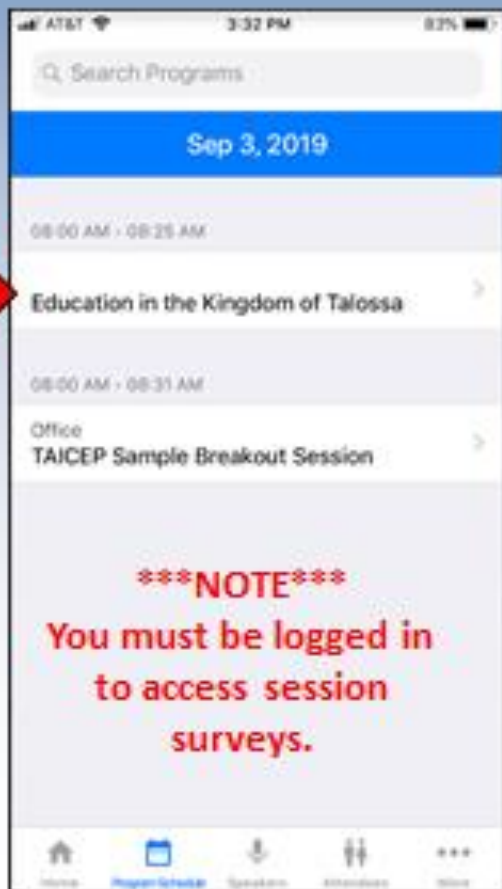 AT&T 3:32 PM 83%
Search Programs
Sep 3, 2019
08:00 AM - 08:25 AM
Education in the Kingdom of Talossa
08:00 AM - 08:31 AM
Office
TAICEP Sample Breakout Session
***NOTE***
You must be logged in
to access session
surveys.
Home Program Schedule Speakers Attendees More